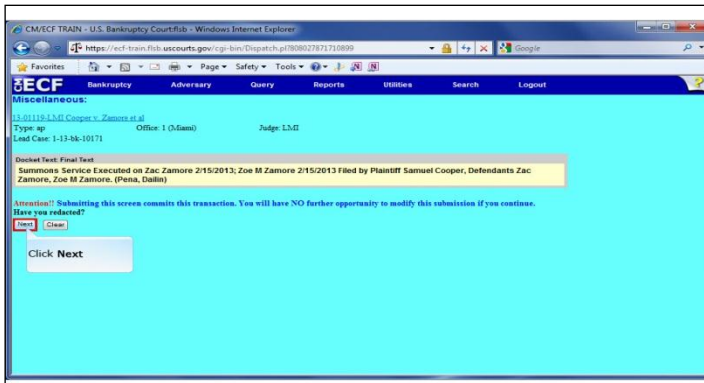 CM/ECF TRAIN - U.S. Bankruptcy Court:flsb - Windows Internet Explorer
https://ecf-train.flsb.uscourts.gov/cgi-bin/Dispatch.pl?808027871710899
Google
Favorites
Page
Safety
Tools
ECF
Bankruptcy
Adversary
Query
Reports
Utilities
Search
Logout
?
Miscellaneous:
13-01119-LMI Cooper v. Zamore et al
Type: ap
Office: 1 (Miami)
Judge: LMI
Lead Case: 1-13-bk-10171
Docket Text: Final Text
Summons Service Executed on Zac Zamore 2/15/2013; Zoe M Zamore 2/15/2013 Filed by Plaintiff Samuel Cooper, Defendants Zac
Zamore, Zoe M Zamore. (Pena, Dailin)
Attention!! Submitting this screen commits this transaction. You will have NO further opportunity to modify this submission if you continue.
Have you redacted?
Next
Clear
Click Next